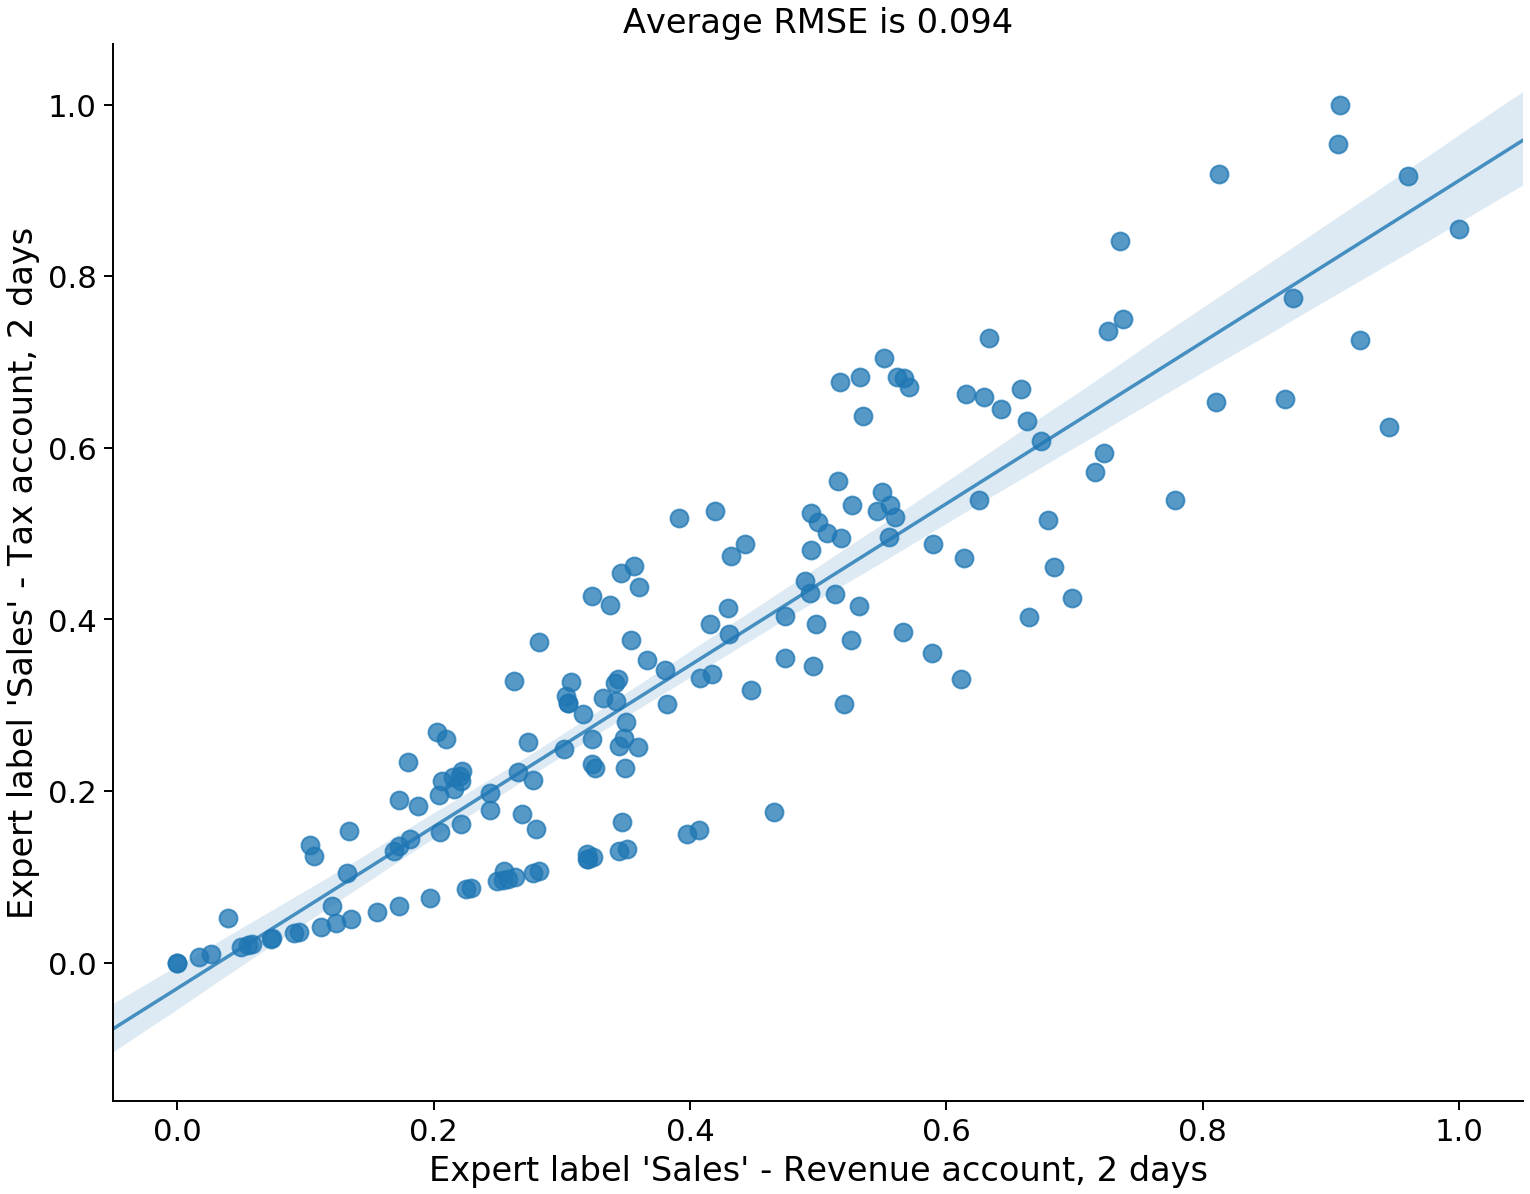 Average RMSE is 0.094
1.0
0.8
0.6
0.4
0.2
0.0
Expert label 'Sales' - Tax account, 2 days
0.0 0.2 0.4 0.6 0.8 1.0
Expert label 'Sales' - Revenue account, 2 days